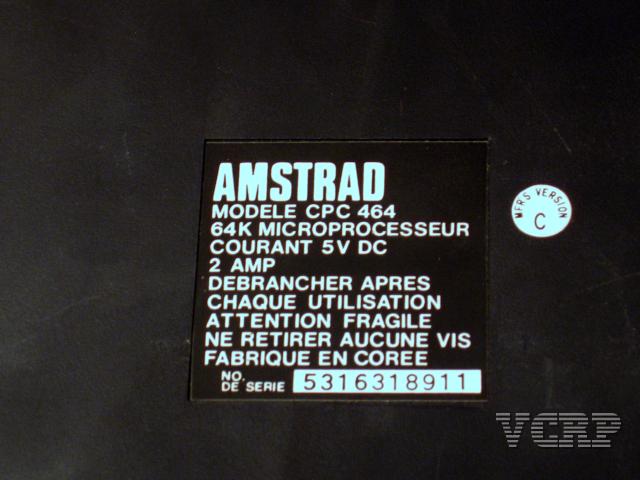 AMSTRAD
MODELE CPC 464
64K MICROPROCESSEUR
COURANT 5V DC
2 AMP
DEBRANCHER APRES
CHAQUE UTILISATION
ATTENTION FRAGILE
NE RETIRER AUCUNE VIS
FABRIQUE EN COREE
NO.
DE SERIE 5316318911
MFRS VERSION
C
VCRP